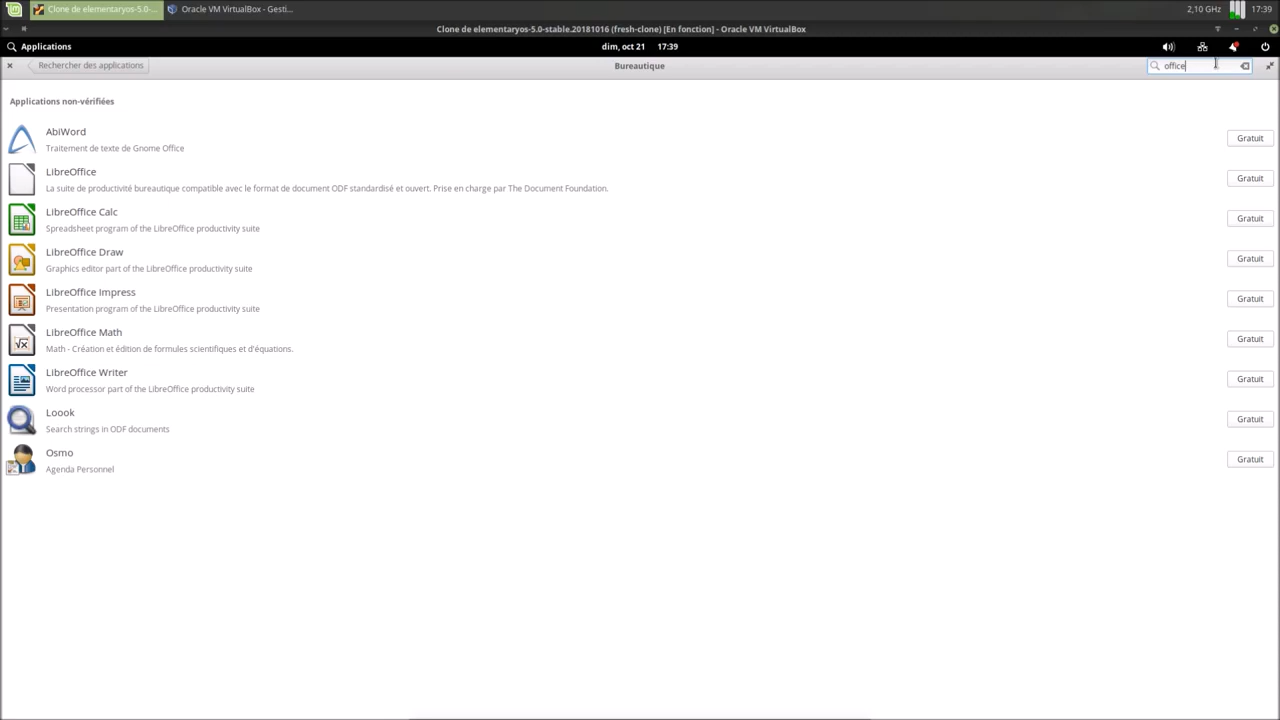 Clone de elementaryos-5.0-... Oracle VM VirtualBox - Gesti... 2,10 GHz 17:39
Clone de elementaryos-5.0-stable.20181016 (fresh-clone) [En fonction] - Oracle VM VirtualBox
Applications dim, oct 21 17:39
Rechercher des applications Bureautique office
Applications non-vérifiées
AbiWord
Traitement de texte de Gnome Office
Gratuit
LibreOffice
La suite de productivité bureautique compatible avec le format de document ODF standardisé et ouvert. Prise en charge par The Document Foundation.
Gratuit
LibreOffice Calc
Spreadsheet program of the LibreOffice productivity suite
Gratuit
LibreOffice Draw
Graphics editor part of the LibreOffice productivity suite
Gratuit
LibreOffice Impress
Presentation program of the LibreOffice productivity suite
Gratuit
LibreOffice Math
Math - Création et édition de formules scientifiques et d'équations.
Gratuit
LibreOffice Writer
Word processor part of the LibreOffice productivity suite
Gratuit
Loook
Search strings in ODF documents
Gratuit
Osmo
Agenda Personnel
Gratuit